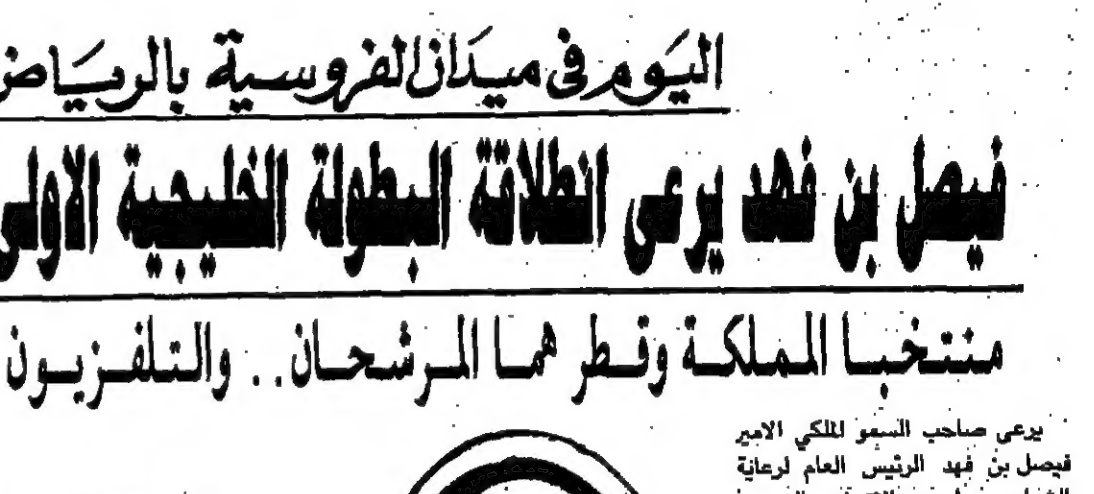 اليوم في ميدان الفروسية بالرياض
فيصل بن فهد يرعى انطلاقة البطولة الخليجية الاولى
منتخبا المملكة وقطر هما المرشحان.. والتلفزيون
يرعى صاحب السمو الملكي الامير
فيصل بن فهد الرئيس العام لرعاية